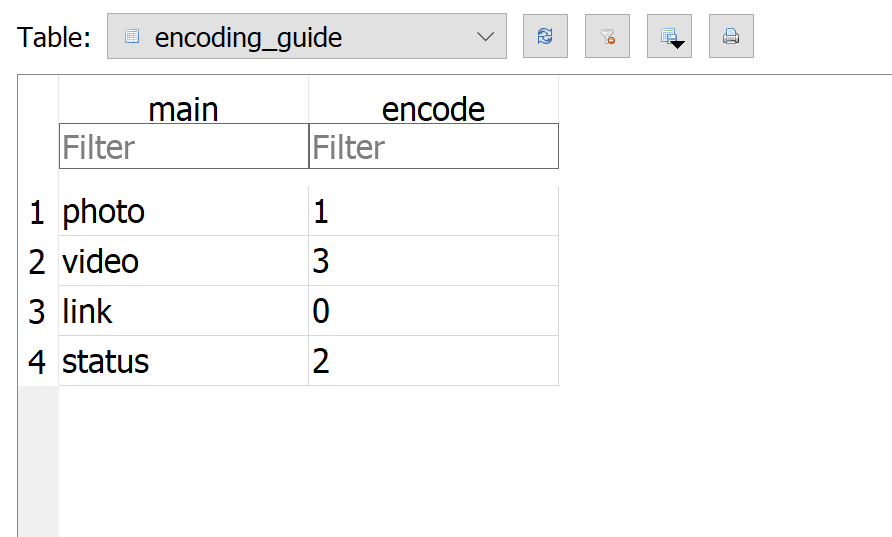 Table: encoding_guide
main encode
Filter Filter
1 photo 1
2 video 3
3 link 0
4 status 2